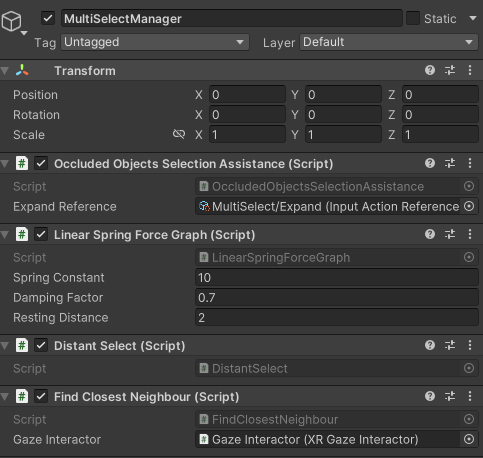 MultiSelectManager
Static
Tag Untagged Layer Default
Transform
Position X 0 Y 0 Z 0
Rotation X 0 Y 0 Z 0
Scale X 1 Y 1 Z 1
Occluded Objects Selection Assistance (Script)
Script OccludedObjectsSelectionAssistance
Expand Reference MultiSelect/Expand (Input Action Reference
Linear Spring Force Graph (Script)
Script LinearSpringForceGraph
Spring Constant 10
Damping Factor 0.7
Resting Distance 2
Distant Select (Script)
Script DistantSelect
Find Closest Neighbour (Script)
Script FindClosestNeighbour
Gaze Interactor Gaze Interactor (XR Gaze Interactor)